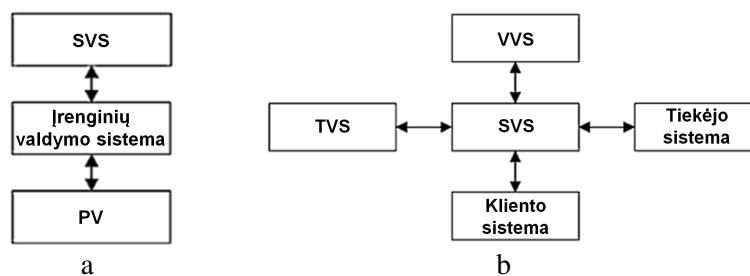 SVS
Įrenginių
valdymo sistema
PV
a
VVS
TVS
SVS
Tiekėjo
sistema
Kliento
sistema
b